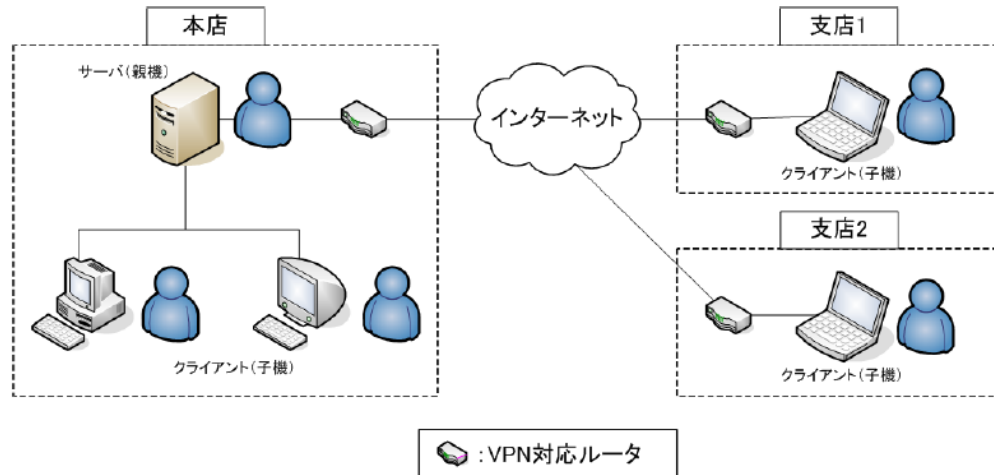 本店
サーバ(親機)
クライアント(子機)
インターネット
支店1
クライアント(子機)
支店2
クライアント(子機)
:VPN対応ルータ